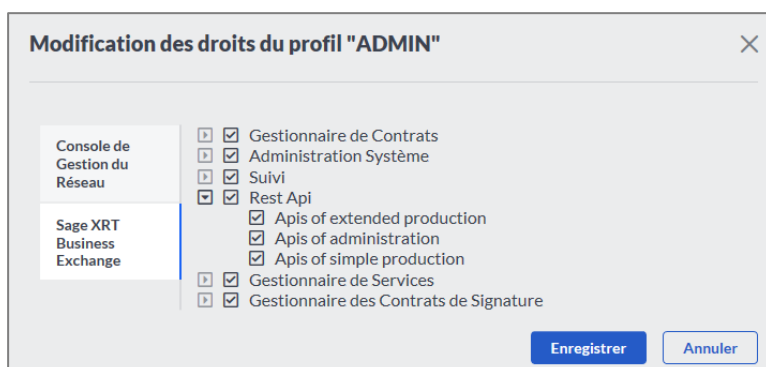 Modification des droits du profil "ADMIN"
Console de
Gestion du
Réseau
Sage XRT
Business
Exchange
Gestionnaire de Contrats
Administration Système
Suivi
Rest Api
Apis of extended production
Apis of administration
Apis of simple production
Gestionnaire de Services
Gestionnaire des Contrats de Signature
Enregistrer
Annuler